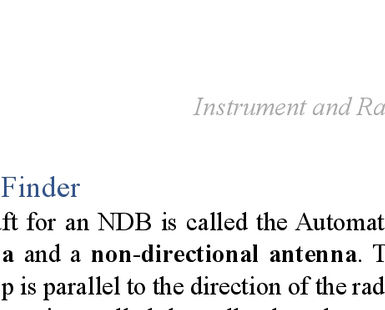 Instrument and Ra
Finder
aft for an NDB is called the Automat
a and a non-directional antenna. T
p is parallel to the direction of the rad